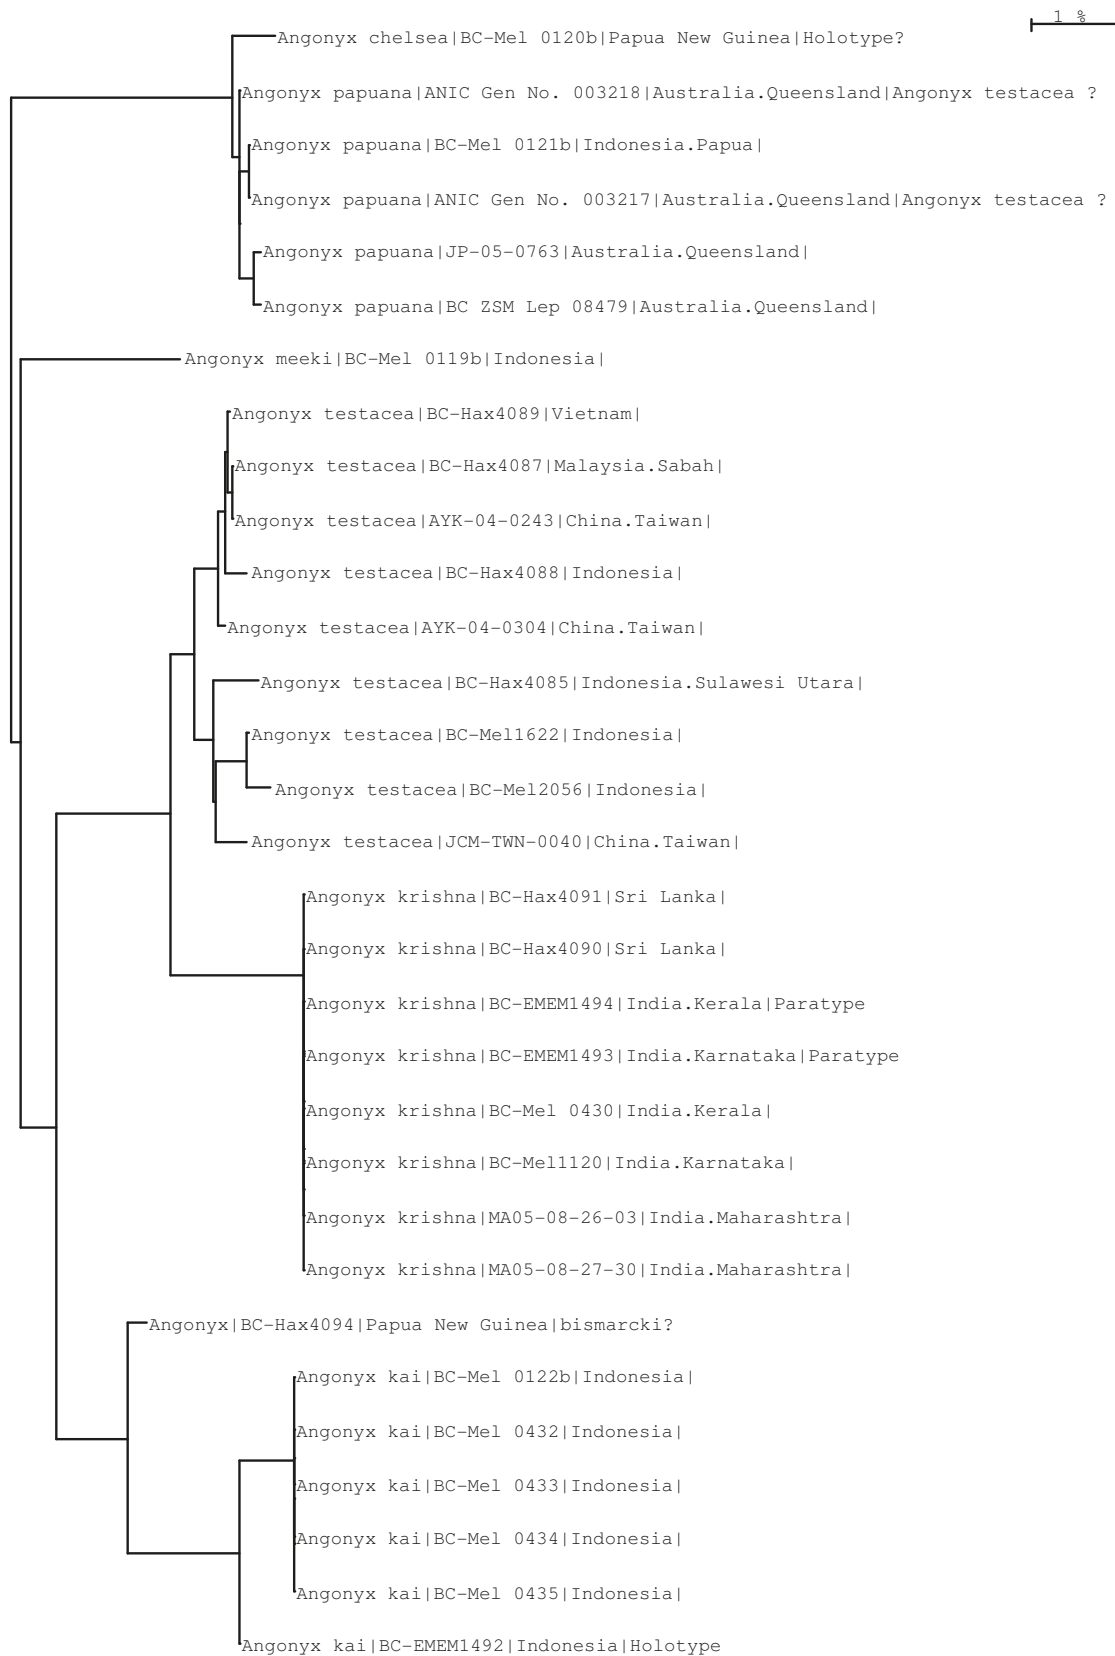 1 %
Angonyx chelsea|BC-Mel 0120b|Papua New Guinea|Holotype?
Angonyx papuana|ANIC Gen No. 003218|Australia.Queensland|Angonyx testacea ?
Angonyx papuana|BC-Mel 0121b|Indonesia.Papua|
Angonyx papuana|ANIC Gen No. 003217|Australia.Queensland|Angonyx testacea ?
Angonyx papuana|JP-05-0763|Australia.Queensland|
Angonyx papuana|BC ZSM Lep 08479|Australia.Queensland|
Angonyx meeki|BC-Mel 0119b|Indonesia|
Angonyx testacea|BC-Hax4089|Vietnam|
Angonyx testacea|BC-Hax4087|Malaysia.Sabah|
Angonyx testacea|AYK-04-0243|China.Taiwan|
Angonyx testacea|BC-Hax4088|Indonesia|
Angonyx testacea|AYK-04-0304|China.Taiwan|
Angonyx testacea|BC-Hax4085|Indonesia.Sulawesi Utara|
Angonyx testacea|BC-Mel1622|Indonesia|
Angonyx testacea|BC-Mel2056|Indonesia|
Angonyx testacea|JCM-TWN-0040|China.Taiwan|
Angonyx krishna|BC-Hax4091|Sri Lanka|
Angonyx krishna|BC-Hax4090|Sri Lanka|
Angonyx krishna|BC-EMEM1494|India.Kerala|Paratype
Angonyx krishna|BC-EMEM1493|India.Karnataka|Paratype
Angonyx krishna|BC-Mel 0430|India.Kerala|
Angonyx krishna|BC-Mel1120|India.Karnataka|
Angonyx krishna|MA05-08-26-03|India.Maharashtra|
Angonyx krishna|MA05-08-27-30|India.Maharashtra|
Angonyx|BC-Hax4094|Papua New Guinea|bismarcki?
Angonyx kai|BC-Mel 0122b|Indonesia|
Angonyx kai|BC-Mel 0432|Indonesia|
Angonyx kai|BC-Mel 0433|Indonesia|
Angonyx kai|BC-Mel 0434|Indonesia|
Angonyx kai|BC-Mel 0435|Indonesia|
Angonyx kai|BC-EMEM1492|Indonesia|Holotype